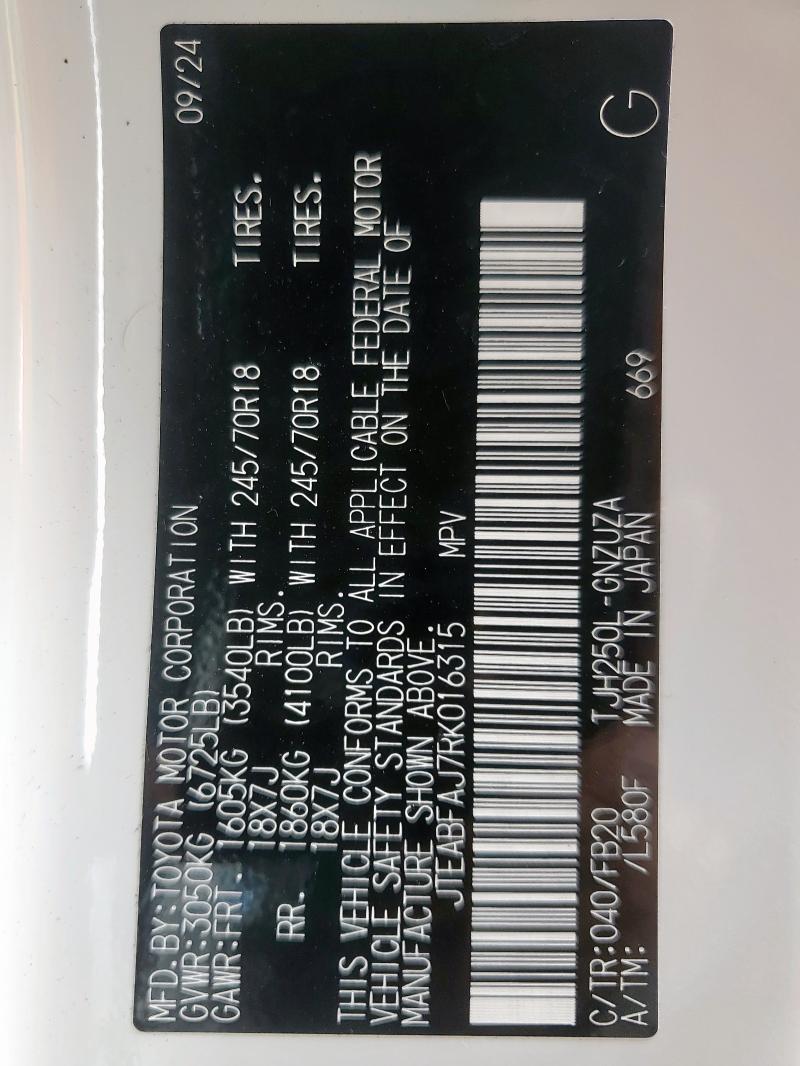 MFD.BY:TOYOTA MOTOR CORPORATION 09/24
GVWR:3050KG (6725LB)
GAWR:FRT. 1605KG (3540LB) WITH 245/70R18 TIRES.
18X7J RIMS.
RR. 1860KG (4100LB) WITH 245/70R18 TIRES.
18X7J RIMS.
THIS VEHICLE CONFORMS TO ALL APPLICABLE FEDERAL MOTOR
VEHICLE SAFETY STANDARDS IN EFFECT ON THE DATE OF
MANUFACTURE SHOWN ABOVE.
JTEABFAJ7RK016315 MPV
C/TR:040/FB20 TJH250L-GNZUZA G
A/TM: /L580F MADE IN JAPAN 669